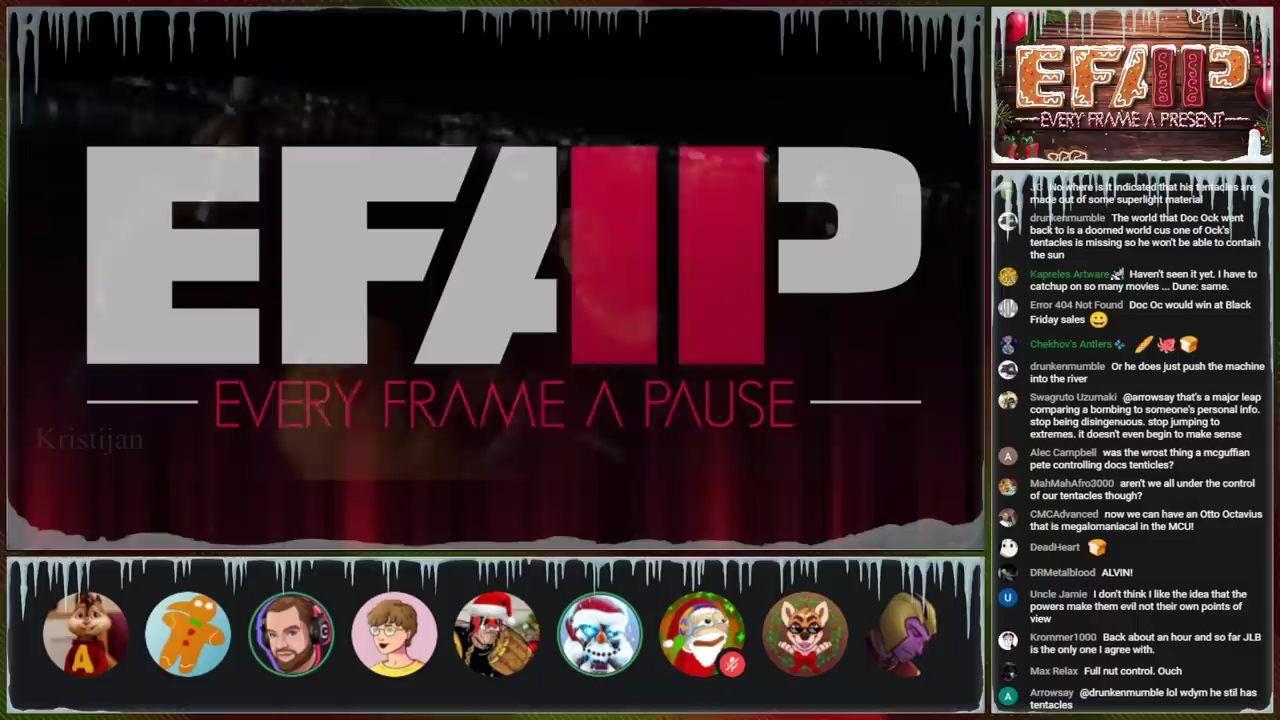 EFAP
EVERY FRAME A PAUSE
Kristijan
A
EFAP
EVERY FRAME A PRESENT
No where is it indicated that his tentacles are
made out of some superlight material
drunkenmumble The world that Doc Ock went
back to is a doomed world cus one of Ock's
tentacles is missing so he won't be able to contain
the sun
Kapreles Artware Haven't seen it yet. I have to
catchup on so many movies ... Dune: same.
Error 404 Not Found Doc Oc would win at Black
Friday sales 😀
Chekhov's Antlers 🥖 🐙 🍞
drunkenmumble Or he does just push the machine
into the river
Swagruto Uzumaki @arrowsay that's a major leap
comparing a bombing to someone's personal info.
stop being disingenuous. stop jumping to
extremes. it doesn't even begin to make sense
A
Alec Campbell was the wrost thing a mcguffian
pete controlling docs tenticles?
MahMahAfro3000 aren't we all under the control
of our tentacles though?
CMCAdvanced now we can have an Otto Octavius
that is megalomaniacal in the MCU!
DeadHeart 🍞
DRMetalblood ALVIN!
U
Uncle Jamie I don't think I like the idea that the
powers make them evil not their own points of
view
Krommer1000 Back about an hour and so far JLB
is the only one I agree with.
Max Relax Full nut control. Ouch
A
Arrowsay @drunkenmumble lol wdym he stil has
tentacles